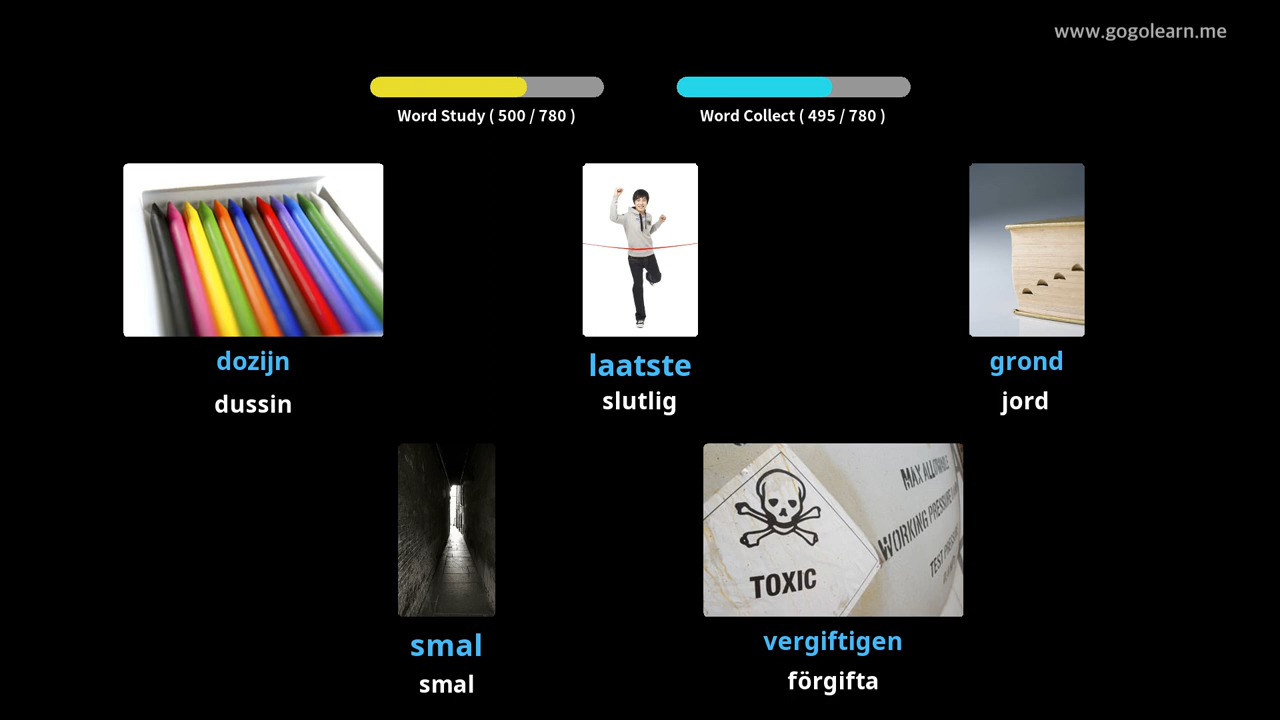 www.gogolearn.me
Word Study ( 500 / 780 )
Word Collect ( 495 / 780 )
dozijn
dussin
laatste
slutlig
grond
jord
smal
smal
TOXIC
MAX ALLOWABLE
WORKING PRESSURE
TEST PRESSURE
vergiftigen
förgifta